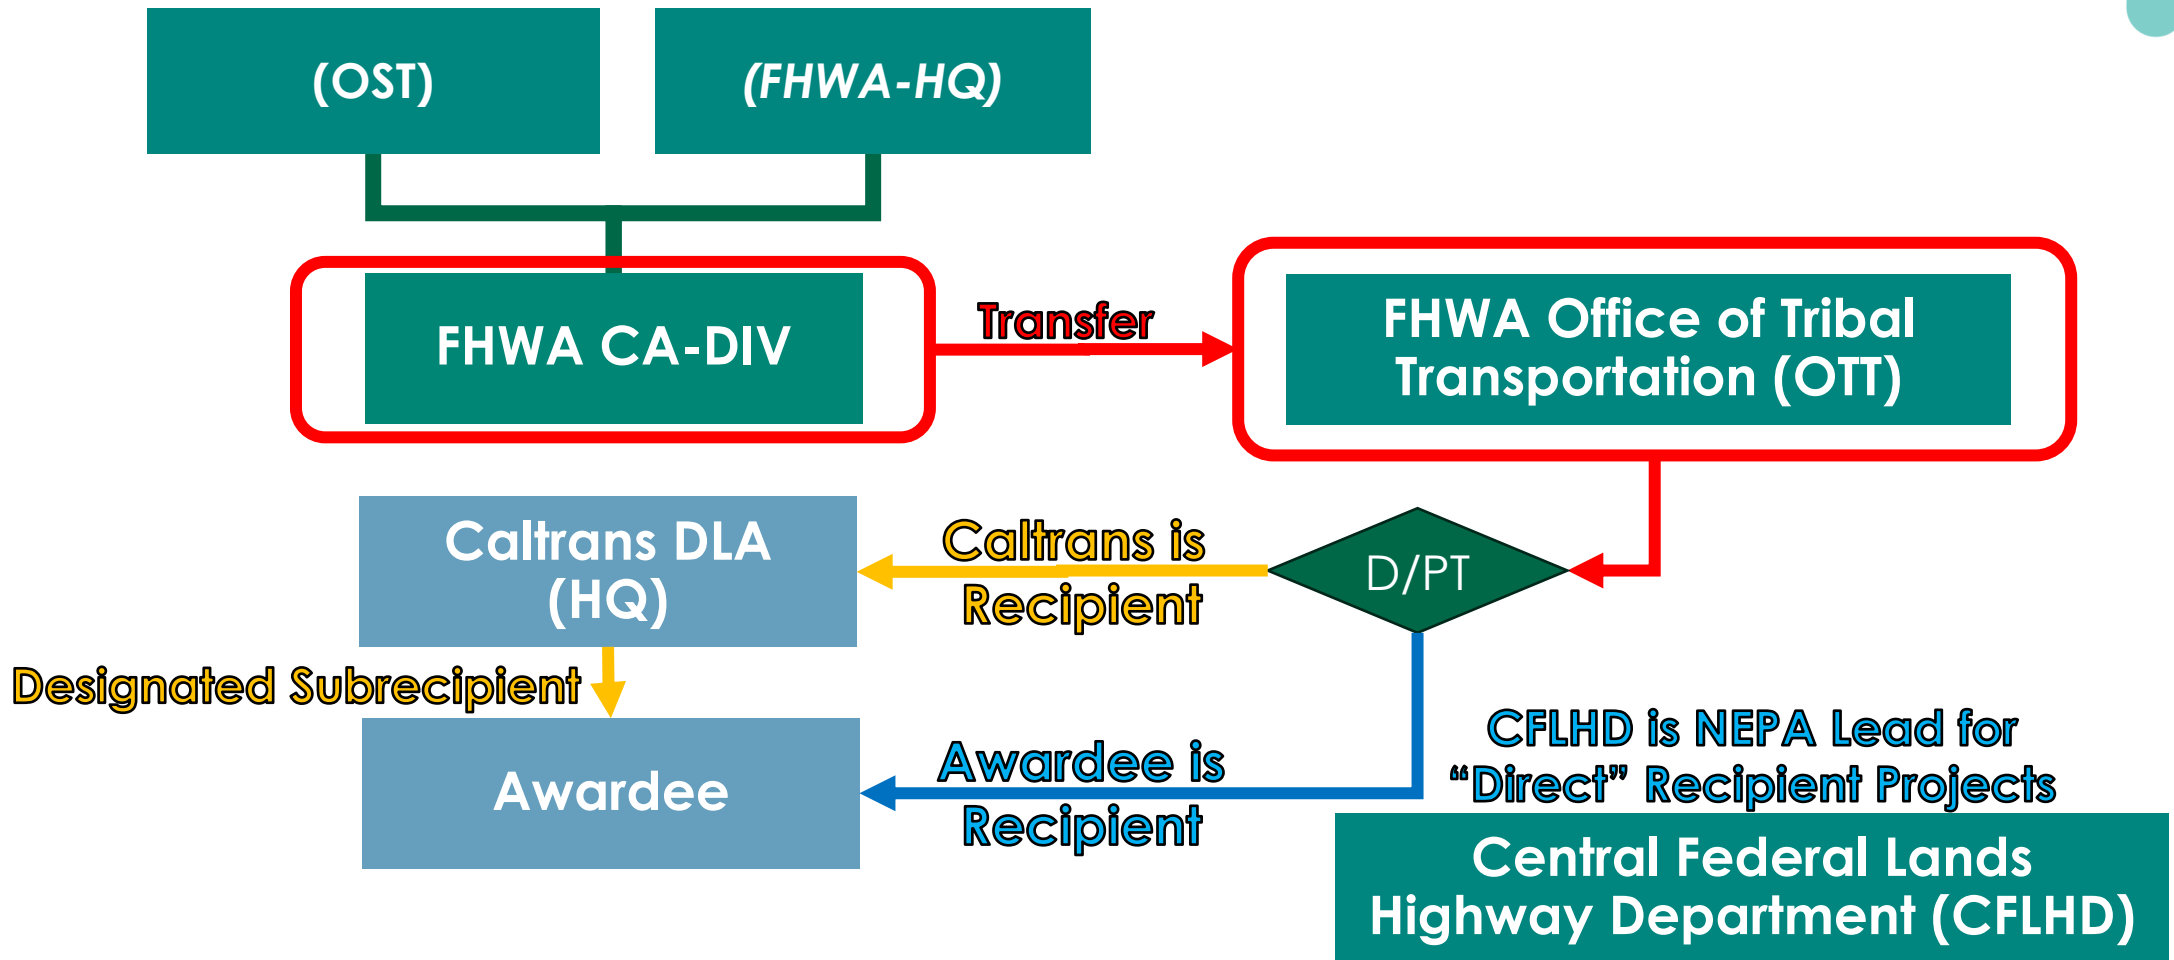 (OST)
(FHWA-HQ)
FHWA CA-DIV
Transfer
FHWA Office of Tribal
Transportation (OTT)
Caltrans DLA
(HQ)
Caltrans is
Recipient
D/PT
Designated Subrecipient
Awardee
Awardee is
Recipient
CFLHD is NEPA Lead for
“Direct” Recipient Projects
Central Federal Lands
Highway Department (CFLHD)